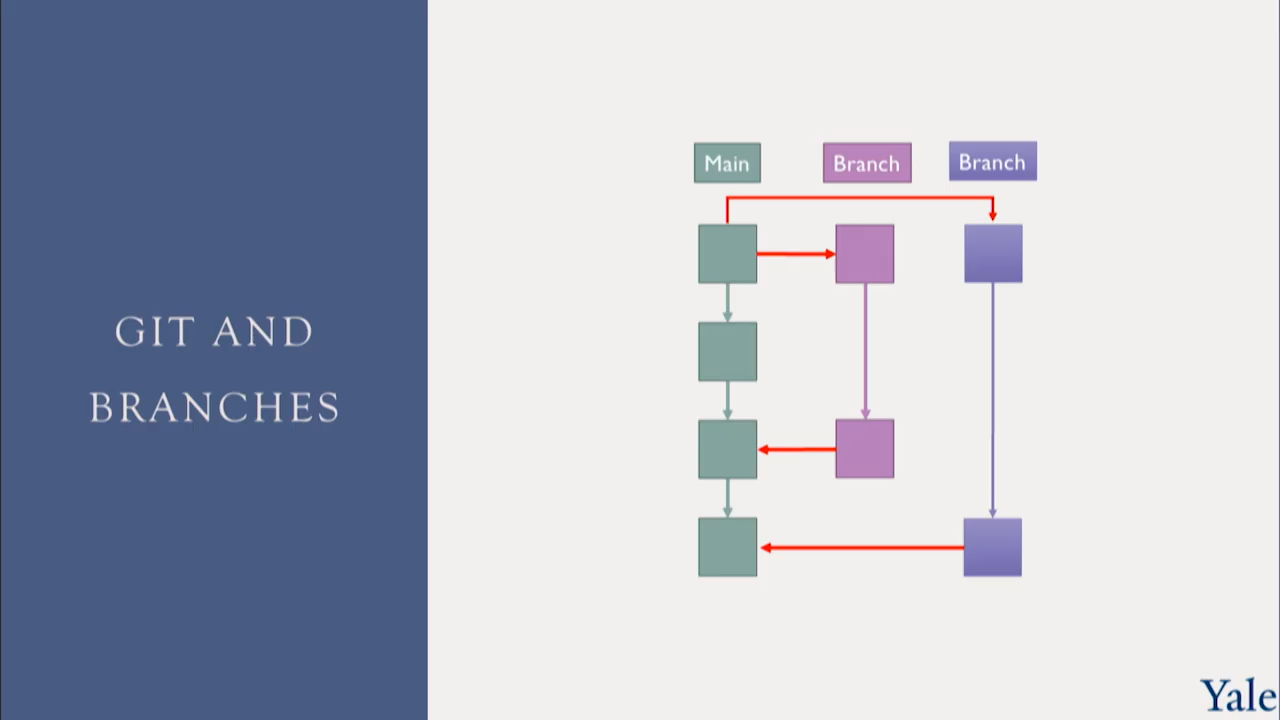 GIT AND
BRANCHES
Main
Branch
Branch
Yale